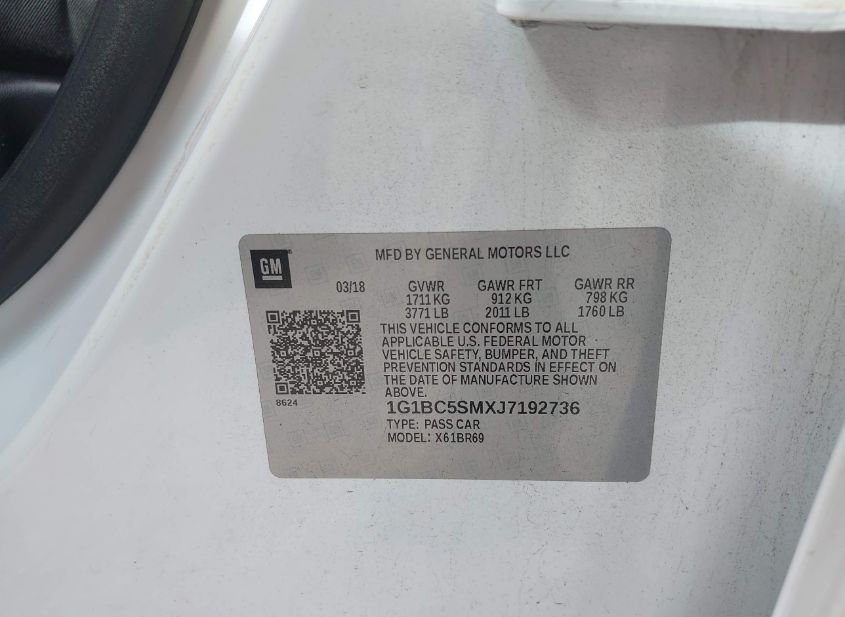 GM
MFD BY GENERAL MOTORS LLC
03/18 GVWR GAWR FRT GAWR RR
1711 KG 912 KG 798 KG
3771 LB 2011 LB 1760 LB
THIS VEHICLE CONFORMS TO ALL
APPLICABLE U.S. FEDERAL MOTOR
VEHICLE SAFETY, BUMPER, AND THEFT
PREVENTION STANDARDS IN EFFECT ON
THE DATE OF MANUFACTURE SHOWN
ABOVE.
8624
1G1BC5SMXJ7192736
TYPE: PASS CAR
MODEL: X61BR69